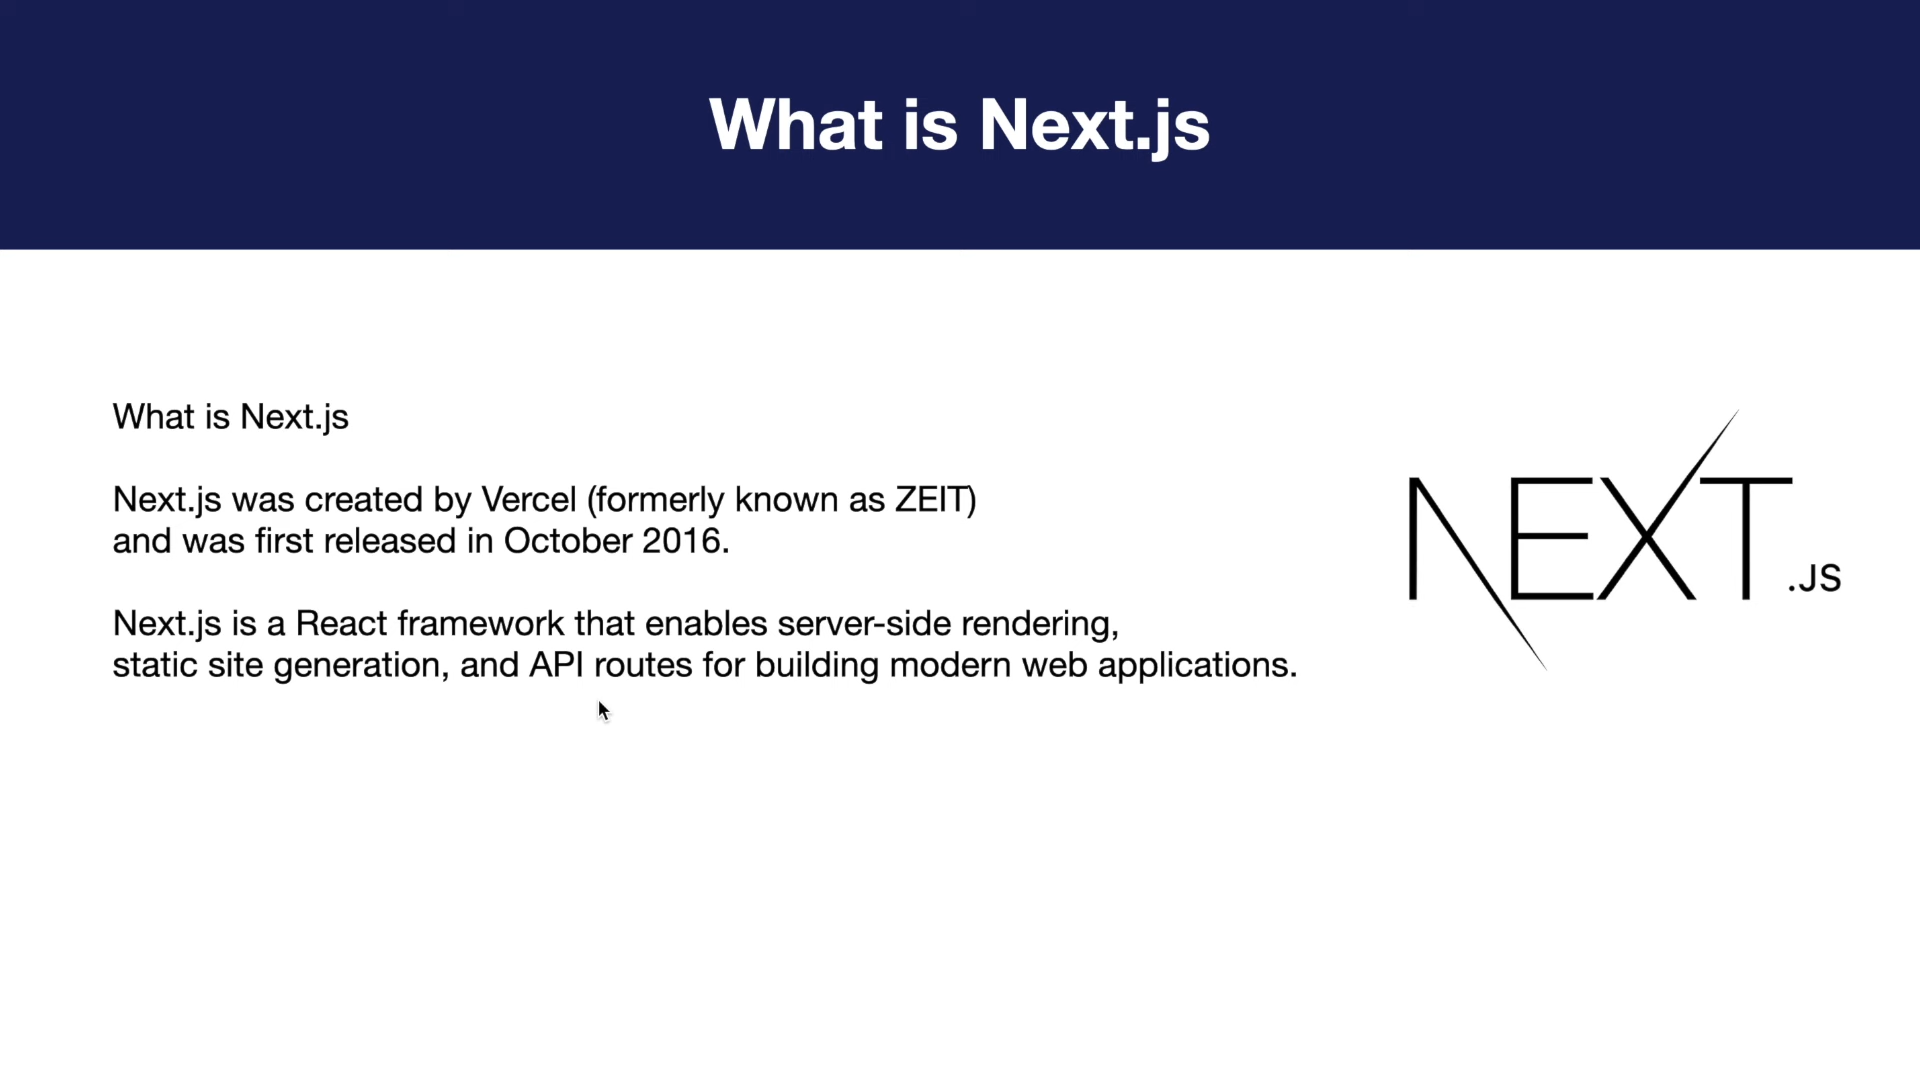 What is Next.js
What is Next.js
Next.js was created by Vercel (formerly known as ZEIT)
and was first released in October 2016.
Next.js is a React framework that enables server-side rendering,
static site generation, and API routes for building modern web applications.
NEXT.JS